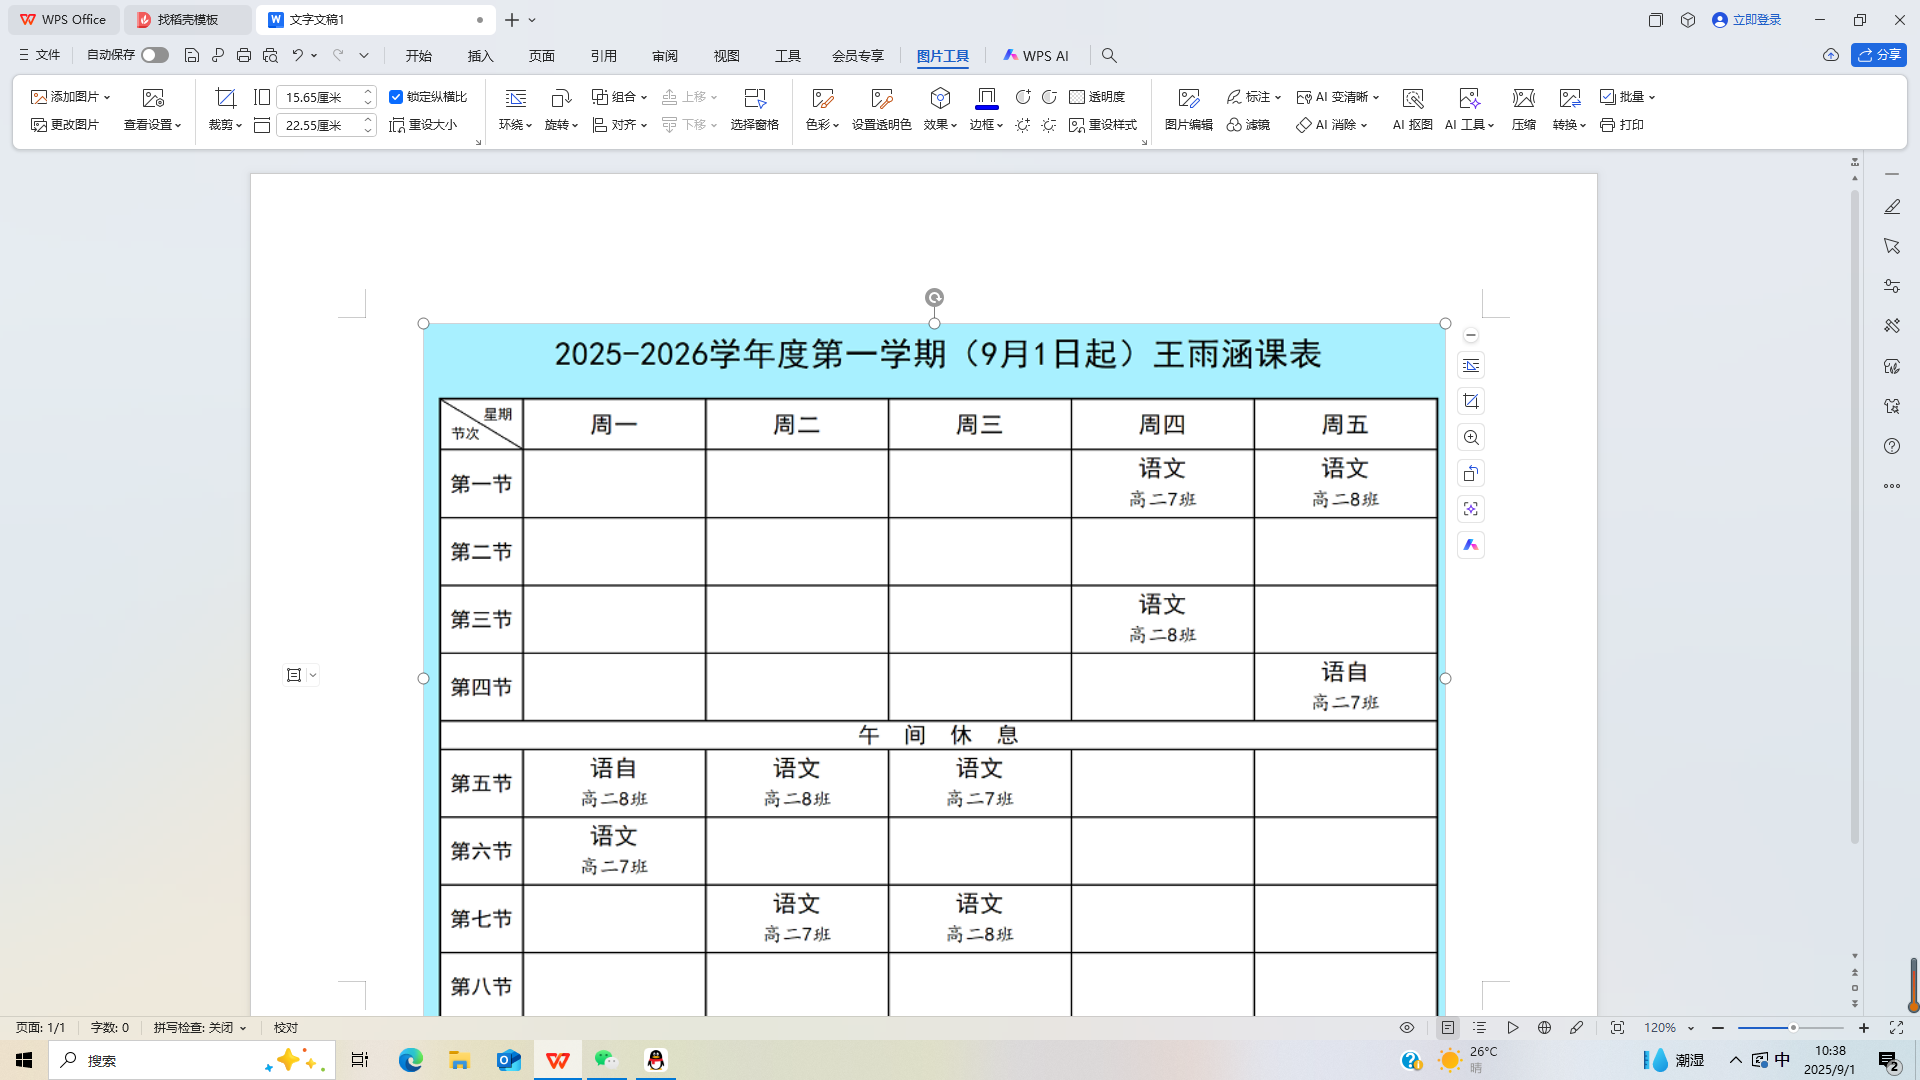 WPS Office 找稻壳模板 文字文稿1 立即登录
文件 自动保存 开始 插入 页面 引用 审阅 视图 工具 会员专享 图片工具 WPS AI 分享
添加图片 15.65厘米 锁定纵横比 组合 上移 透明度 标注 AI 变清晰 批量
更改图片 查看设置 裁剪 22.55厘米 重设大小 环绕 旋转 对齐 下移 选择窗格 色彩 设置透明色 效果 边框 重设样式 图片编辑 滤镜 AI 消除 AI 抠图 AI 工具 压缩 转换 打印
2025-2026学年度第一学期（9月1日起）王雨涵课表
星期
节次
周一 周二 周三 周四 周五
第一节
语文 语文
高二7班 高二8班
第二节
第三节
语文
高二8班
第四节
语自
高二7班
午 间 休 息
第五节
语自 语文 语文
高二8班 高二8班 高二7班
第六节
语文
高二7班
第七节
语文 语文
高二7班 高二8班
第八节
页面: 1/1 字数: 0 拼写检查: 关闭 校对 120%
搜索 26°C 晴 潮湿 中 10:38
2025/9/1 2